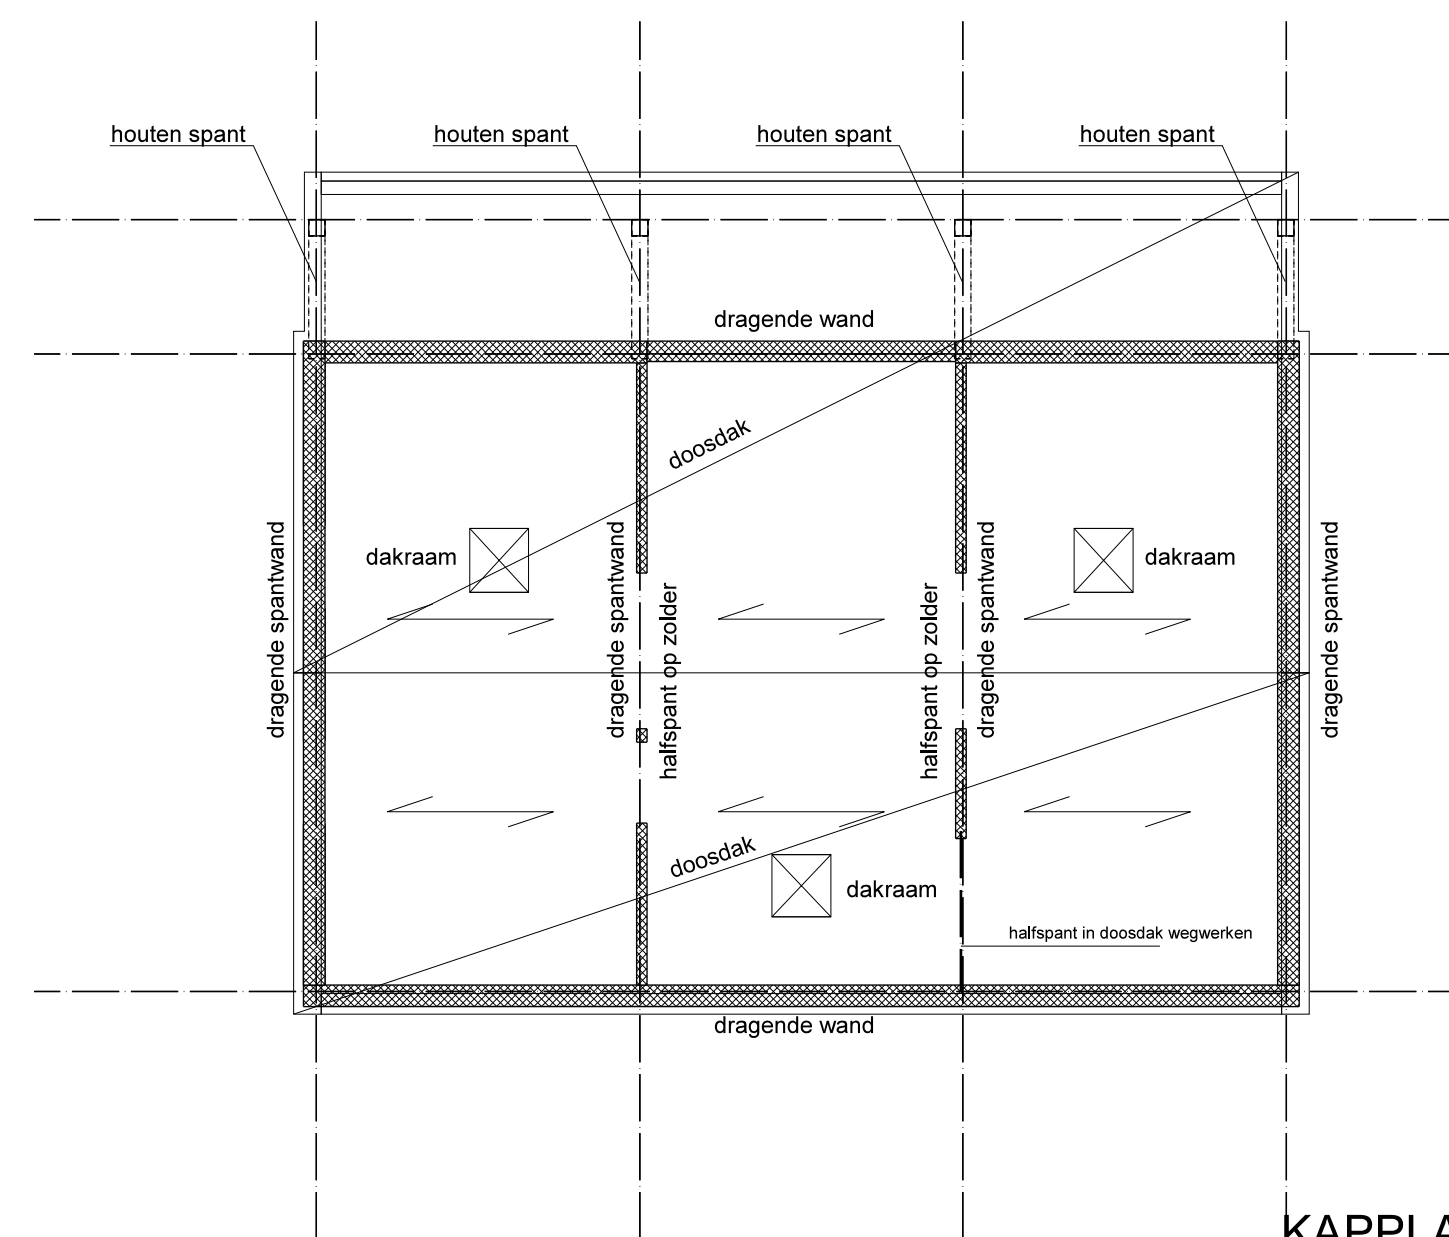 houten spant
houten spant
houten spant
houten spant
dragende wand
doosdak
dakraam
dakraam
dragende spantwand
dragende spantwand
halfspant op zolder
halfspant op zolder
dragende spantwand
dragende spantwand
doosdak
dakraam
halfspant in doosdak wegwerken
dragende wand